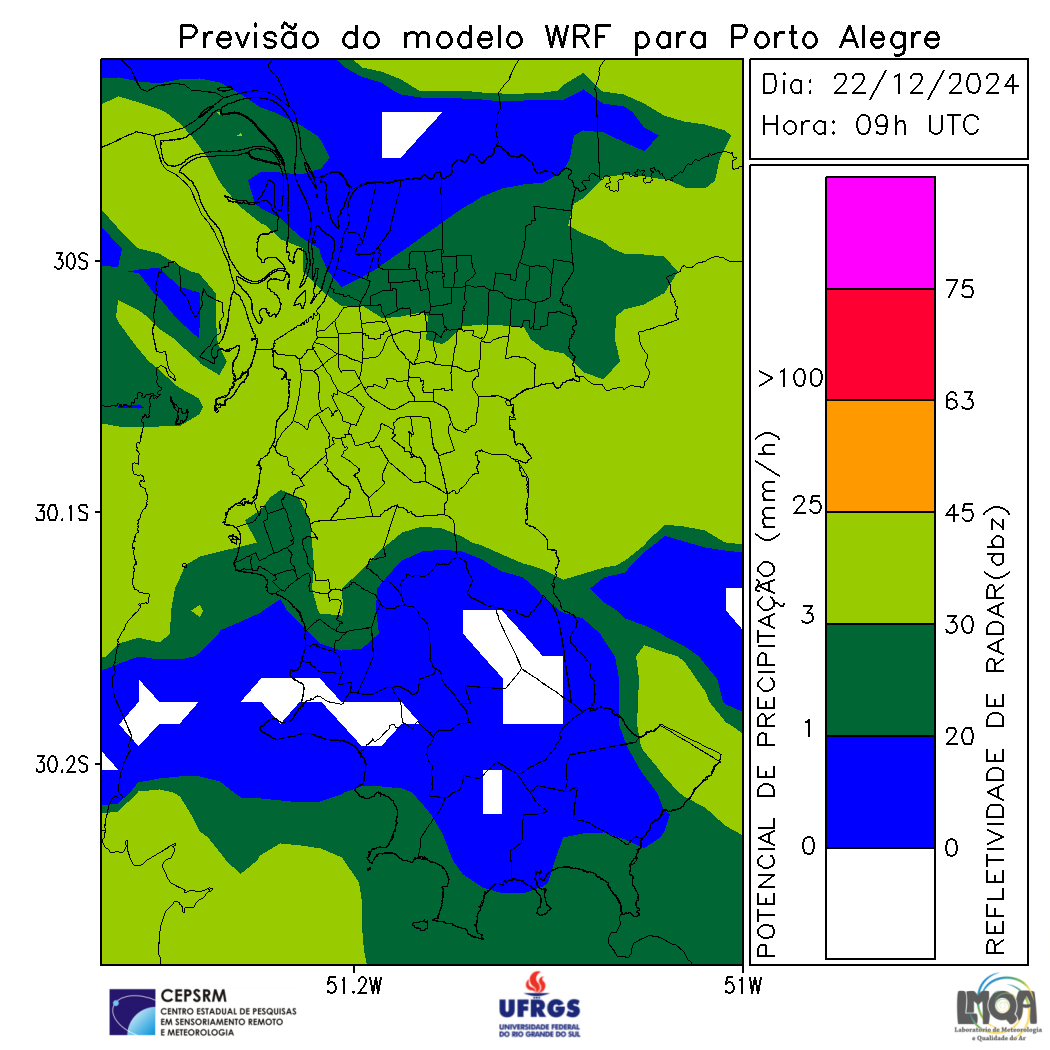 Previsão do modelo WRF para Porto Alegre
Dia: 22/12/2024
Hora: 09h UTC
30S
30.1S
30.2S
51.2W
51W
POTENCIAL DE PRECIPITAÇÃO (mm/h)
>100
25
3
1
0
75
63
45
30
20
0
REFLETIVIDADE DE RADAR(dbz)
CEPSRM
CENTRO ESTADUAL DE PESQUISAS
EM SENSORIAMENTO REMOTO
E METEOROLOGIA
UFRGS
UNIVERSIDADE FEDERAL
DO RIO GRANDE DO SUL
LMQA
Laboratório de Meteorologia
e Qualidade do Ar